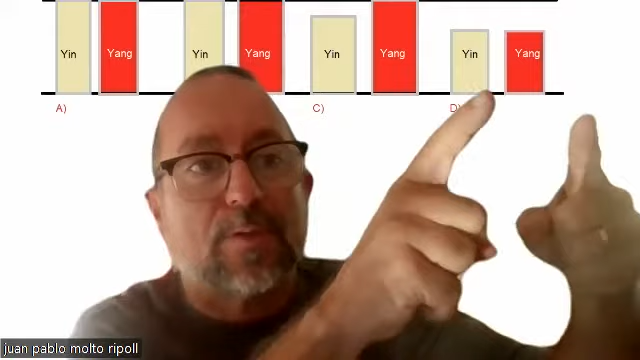 Yin Yang Yin Yang Yin Yang Yin Yang
A) C) D)
juan pablo molto ripoll